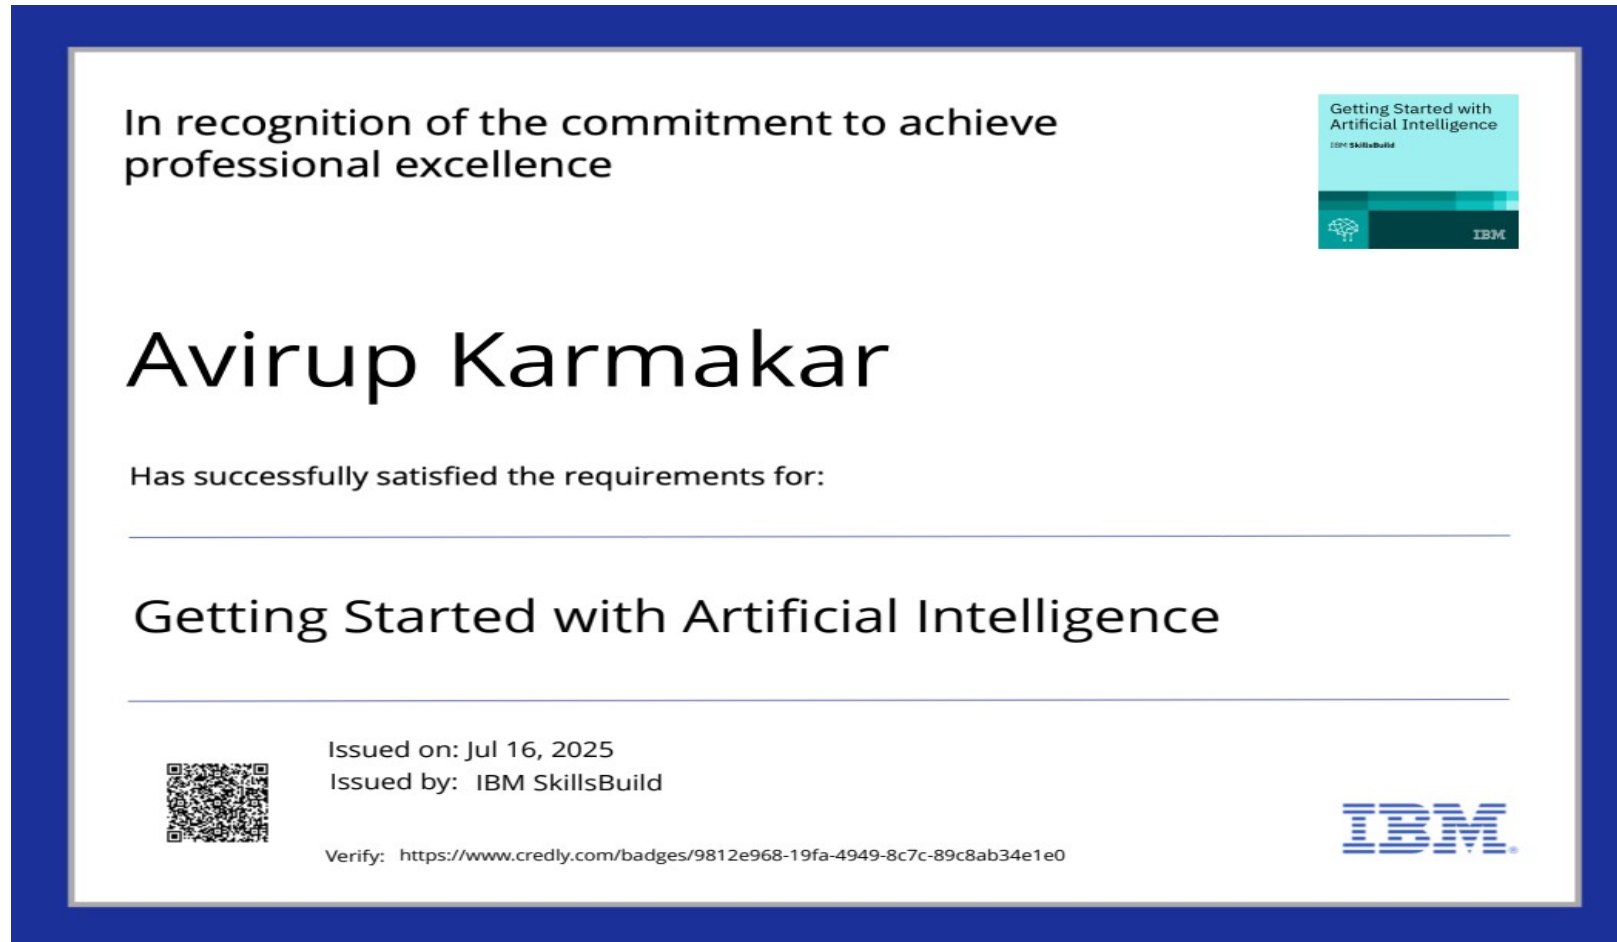 In recognition of the commitment to achieve
professional excellence
Getting Started with
Artificial Intelligence
IBM SkillsBuild
IBM
Avirup Karmakar
Has successfully satisfied the requirements for:
Getting Started with Artificial Intelligence
Issued on: Jul 16, 2025
Issued by: IBM SkillsBuild
Verify: https://www.credly.com/badges/9812e968-19fa-4949-8c7c-89c8ab34e1e0
IBM®